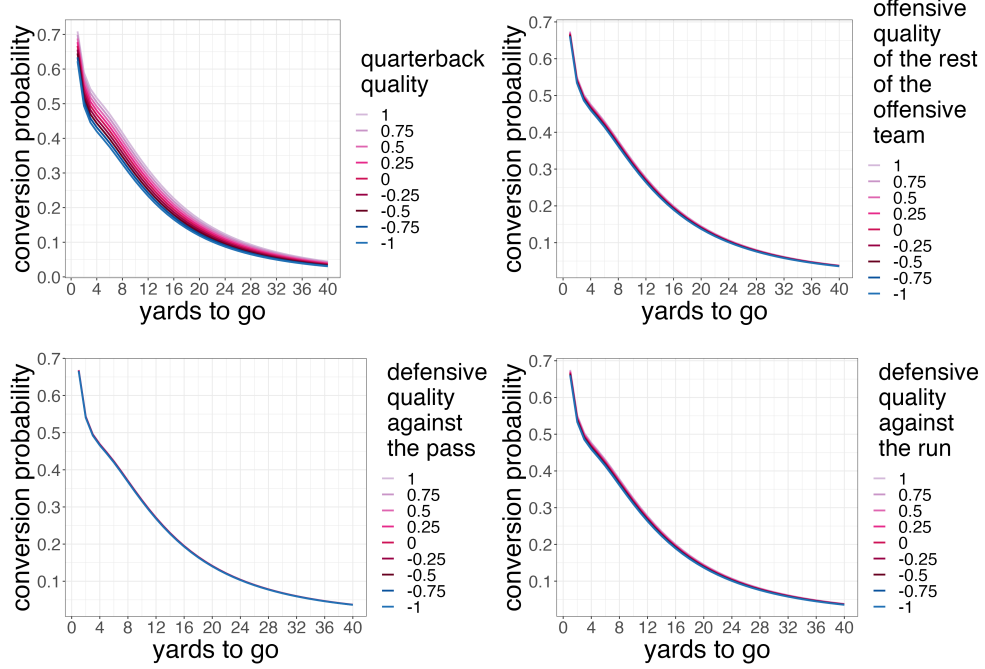 conversion probability
0.7
0.6
0.5
0.4
0.3
0.2
0.1
0.0
0 4 8 12 16 20 24 28 32 36 40
yards to go
quarterback
quality
1
0.75
0.5
0.25
0
-0.25
-0.5
-0.75
-1
conversion probability
0.7
0.6
0.5
0.4
0.3
0.2
0.1
0 4 8 12 16 20 24 28 32 36 40
yards to go
offensive
quality
of the rest
of the
offensive
team
1
0.75
0.5
0.25
0
-0.25
-0.5
-0.75
-1
conversion probability
0.7
0.6
0.5
0.4
0.3
0.2
0.1
0 4 8 12 16 20 24 28 32 36 40
yards to go
defensive
quality
against
the pass
1
0.75
0.5
0.25
0
-0.25
-0.5
-0.75
-1
conversion probability
0.7
0.6
0.5
0.4
0.3
0.2
0.1
0 4 8 12 16 20 24 28 32 36 40
yards to go
defensive
quality
against
the run
1
0.75
0.5
0.25
0
-0.25
-0.5
-0.75
-1